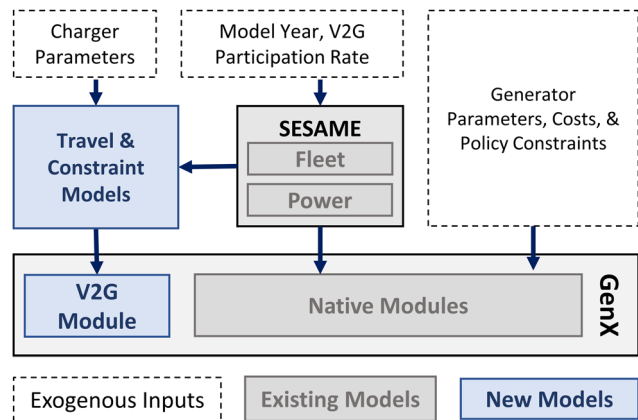 Charger
Parameters
Model Year, V2G
Participation Rate
Generator
Parameters, Costs, &
Policy Constraints
Travel &
Constraint
Models
SESAME
Fleet
Power
V2G
Module
Native Modules
GenX
Exogenous Inputs
Existing Models
New Models